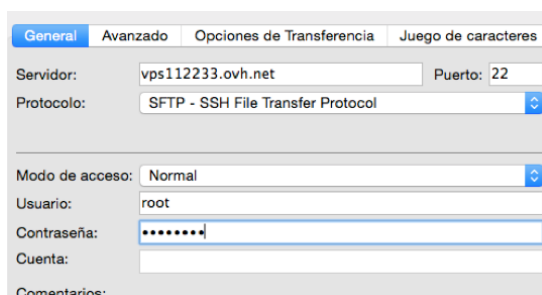 General Avanzado Opciones de Transferencia Juego de caracteres
Servidor: vps112233.ovh.net Puerto: 22
Protocolo: SFTP - SSH File Transfer Protocol
Modo de acceso: Normal
Usuario: root
Contraseña: ••••••••
Cuenta:
Comentarios: